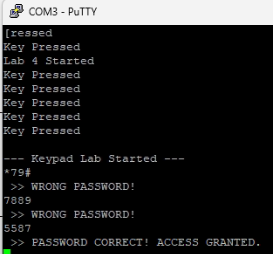 COM3 - PuTTY
[ressed
Key Pressed
Lab 4 Started
Key Pressed
Key Pressed
Key Pressed
Key Pressed
Key Pressed
--- Keypad Lab Started ---
*79#
>> WRONG PASSWORD!
7889
>> WRONG PASSWORD!
5587
>> PASSWORD CORRECT! ACCESS GRANTED.